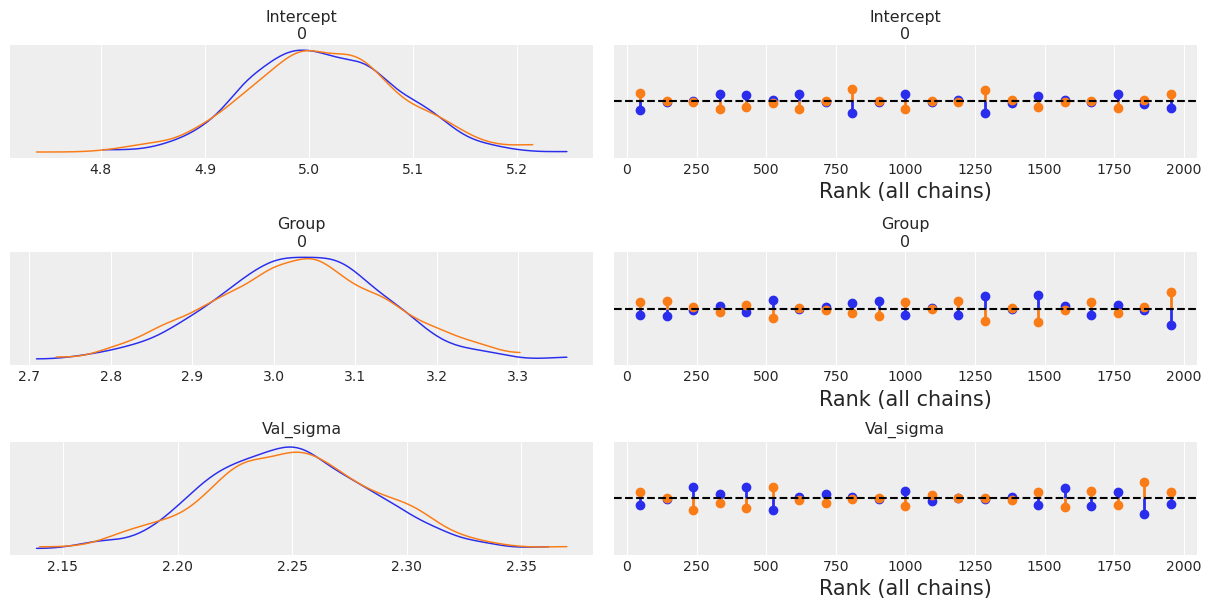 Intercept
0
Intercept
0
4.8 4.9 5.0 5.1 5.2
0 250 500 750 1000 1250 1500 1750 2000
Rank (all chains)
Group
0
Group
0
2.7 2.8 2.9 3.0 3.1 3.2 3.3
0 250 500 750 1000 1250 1500 1750 2000
Rank (all chains)
Val_sigma
Val_sigma
2.15 2.20 2.25 2.30 2.35
0 250 500 750 1000 1250 1500 1750 2000
Rank (all chains)